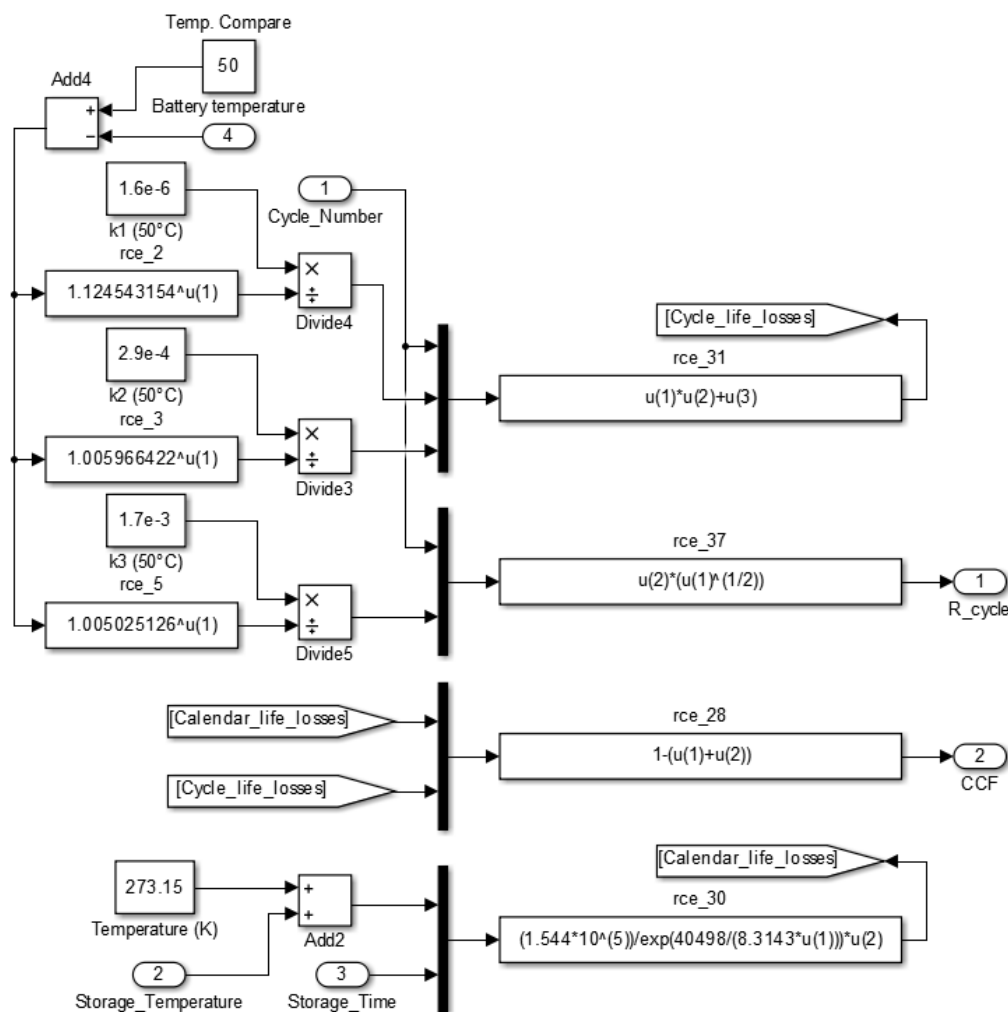 Temp. Compare
50
Add4
+
−
Battery temperature
4
1.6e-6
k1 (50°C)
rce_2
1.124543154^u(1)
1
Cycle_Number
×
÷
Divide4
2.9e-4
k2 (50°C)
rce_3
1.005966422^u(1)
×
÷
Divide3
[Cycle_life_losses]
rce_31
u(1)*u(2)+u(3)
1.7e-3
k3 (50°C)
rce_5
1.005025126^u(1)
×
÷
Divide5
rce_37
u(2)*(u(1)^(1/2))
1
R_cycle
[Calendar_life_losses]
[Cycle_life_losses]
rce_28
1-(u(1)+u(2))
2
CCF
273.15
Temperature (K)
+
+
Add2
2
Storage_Temperature
3
Storage_Time
[Calendar_life_losses]
rce_30
(1.544*10^(5))/exp(40498/(8.3143*u(1)))*u(2)